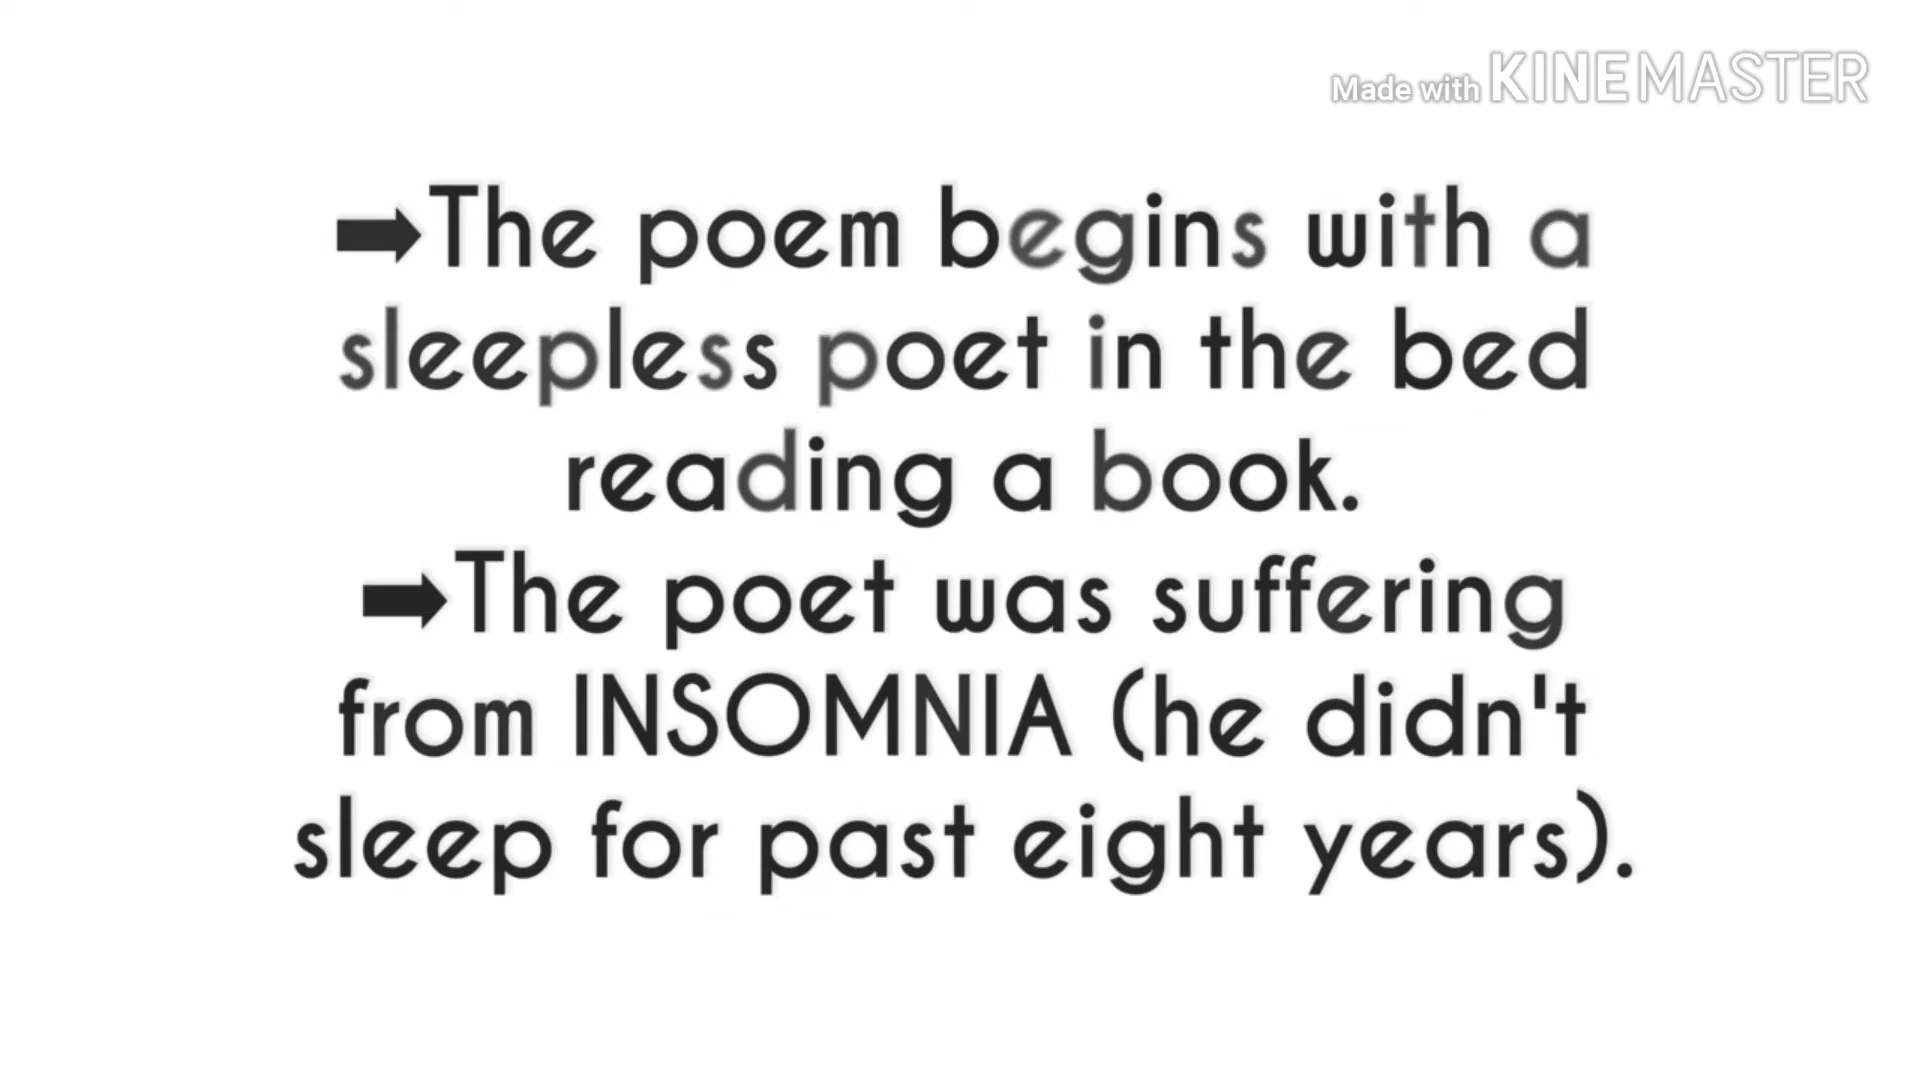 Made with KINEMASTER
➡The poem begins with a
sleepless poet in the bed
reading a book.
➡The poet was suffering
from INSOMNIA (he didn't
sleep for past eight years).